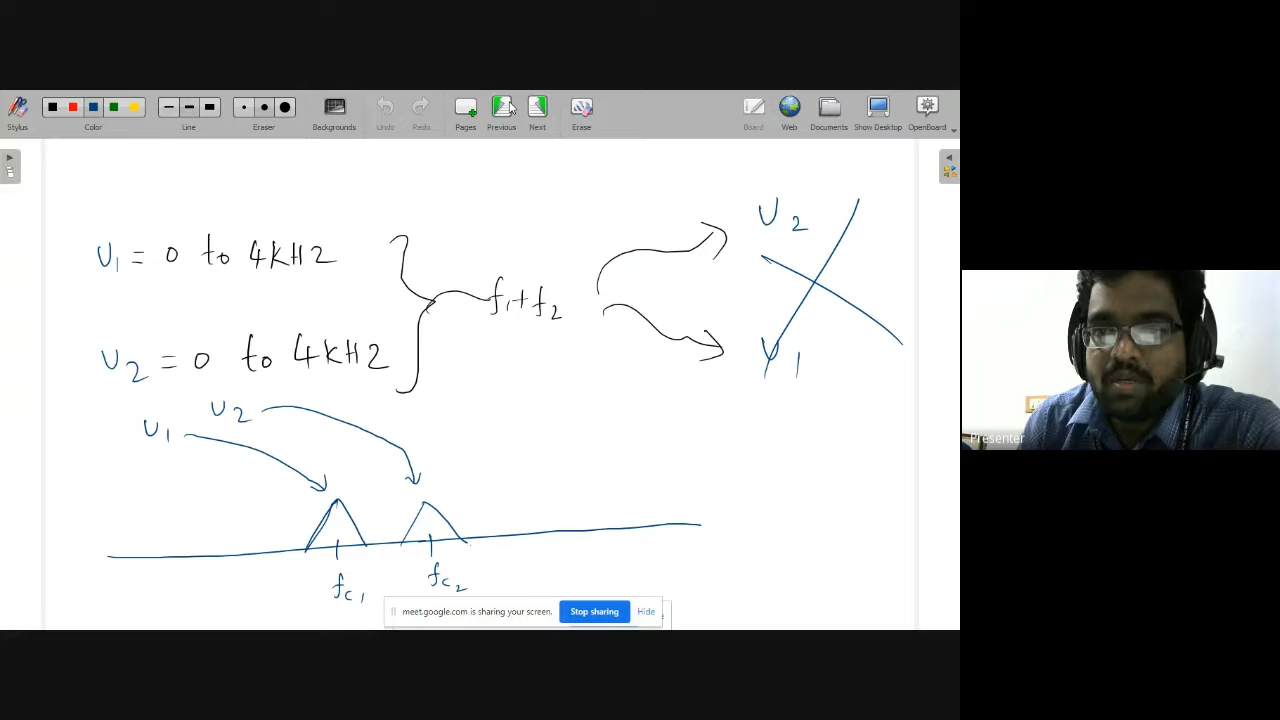 Stylus
Color
Line
Eraser
Backgrounds
Undo
Redo
Pages
Previous
Next
Erase
Board
Web
Documents
Show Desktop
OpenBoard
U1 = 0 to 4KHZ
U2 = 0 to 4KHZ
f1+f2
U2
U1
U2
U1
fc1
fc2
meet.google.com is sharing your screen.
Stop sharing
Hide
Presenter